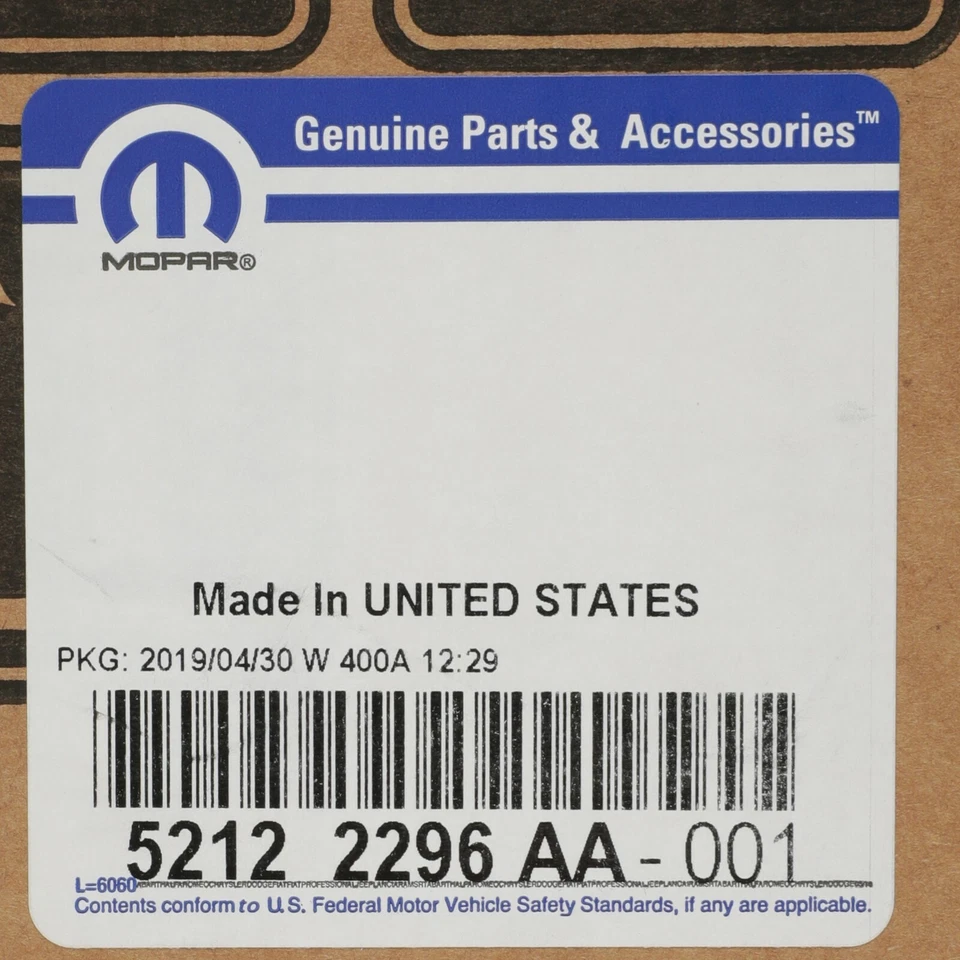 Genuine Parts & Accessories™
MOPAR®
Made In UNITED STATES
PKG: 2019/04/30 W 400A 12:29
5212 2296 AA - 001
L=6060
Contents conform to U.S. Federal Motor Vehicle Safety Standards, if any are applicable.